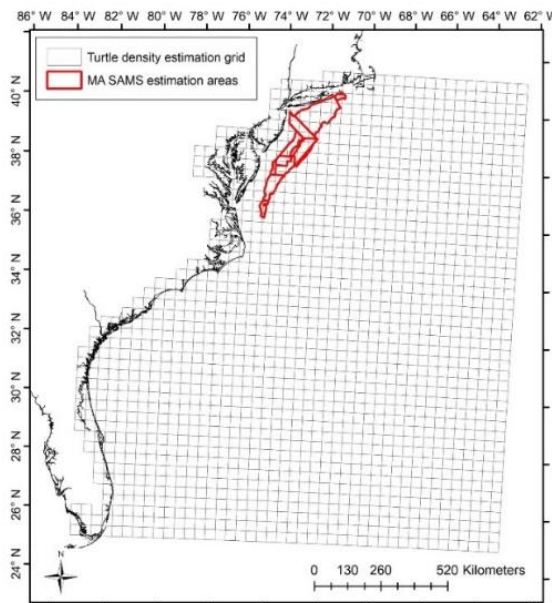 86° W 84° W 82° W 80° W 78° W 76° W 74° W 72° W 70° W 68° W 66° W 64° W 62° W
Turtle density estimation grid
MA SAMS estimation areas
40° N
38° N
36° N
34° N
32° N
30° N
28° N
26° N
24° N
N
0 130 260 520 Kilometers